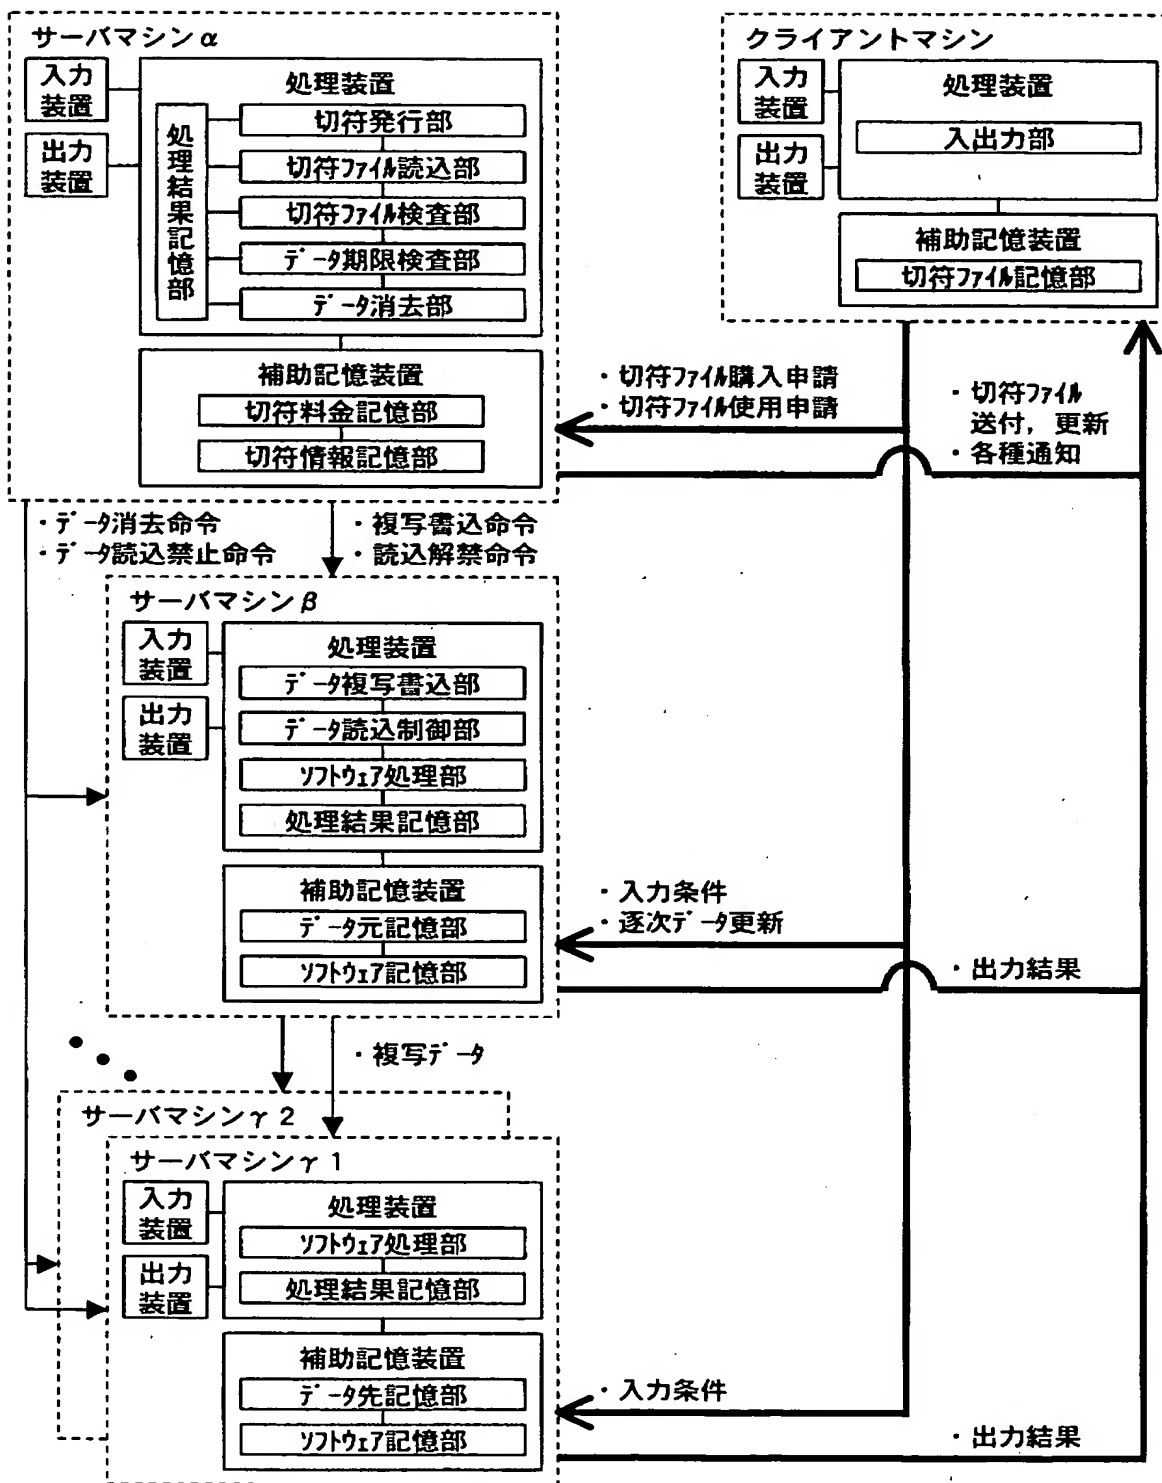 サーバマシンα
入力
装置
出力
装置
処理装置
処理結果記憶部
切符発行部
切符ファイル読込部
切符ファイル検査部
データ期限検査部
データ消去部
補助記憶装置
切符料金記憶部
切符情報記憶部
クライアントマシン
入力
装置
出力
装置
処理装置
入出力部
補助記憶装置
切符ファイル記憶部
・切符ファイル購入申請
・切符ファイル使用申請
・切符ファイル
送付，更新
・各種通知
・データ消去命令
・データ読込禁止命令
・複写書込命令
・読込解禁命令
サーバマシンβ
入力
装置
出力
装置
処理装置
データ複写書込部
データ読込制御部
ソフトウェア処理部
処理結果記憶部
補助記憶装置
データ元記憶部
ソフトウェア記憶部
・入力条件
・逐次データ更新
・出力結果
・複写データ
サーバマシンγ２
サーバマシンγ１
入力
装置
出力
装置
処理装置
ソフトウェア処理部
処理結果記憶部
補助記憶装置
データ先記憶部
ソフトウェア記憶部
・入力条件
・出力結果